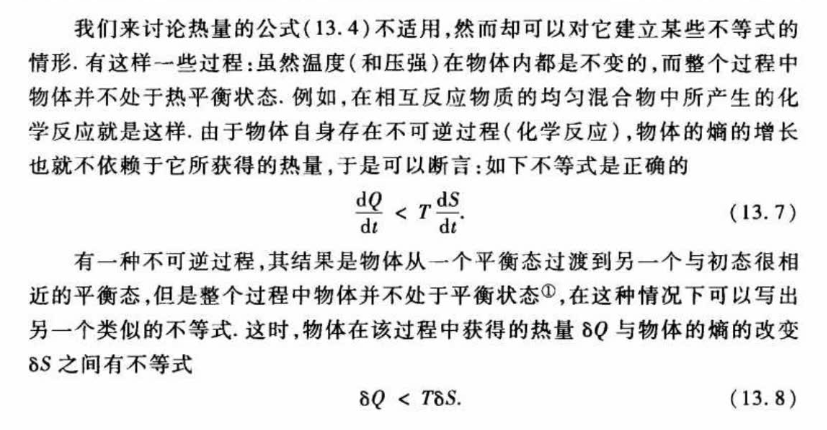 我们来讨论热量的公式(13.4)不适用,然而却可以对它建立某些不等式的
情形. 有这样一些过程:虽然温度(和压强)在物体内都是不变的,而整个过程中
物体并不处于热平衡状态. 例如,在相互反应物质的均匀混合物中所产生的化
学反应就是这样. 由于物体自身存在不可逆过程(化学反应),物体的熵的增长
也就不依赖于它所获得的热量,于是可以断言:如下不等式是正确的
dQ/dt < T dS/dt. (13.7)
有一种不可逆过程,其结果是物体从一个平衡态过渡到另一个与初态很相
近的平衡态,但是整个过程中物体并不处于平衡状态①,在这种情况下可以写出
另一个类似的不等式. 这时,物体在该过程中获得的热量 δQ 与物体的熵的改变
δS 之间有不等式
δQ < TδS. (13.8)